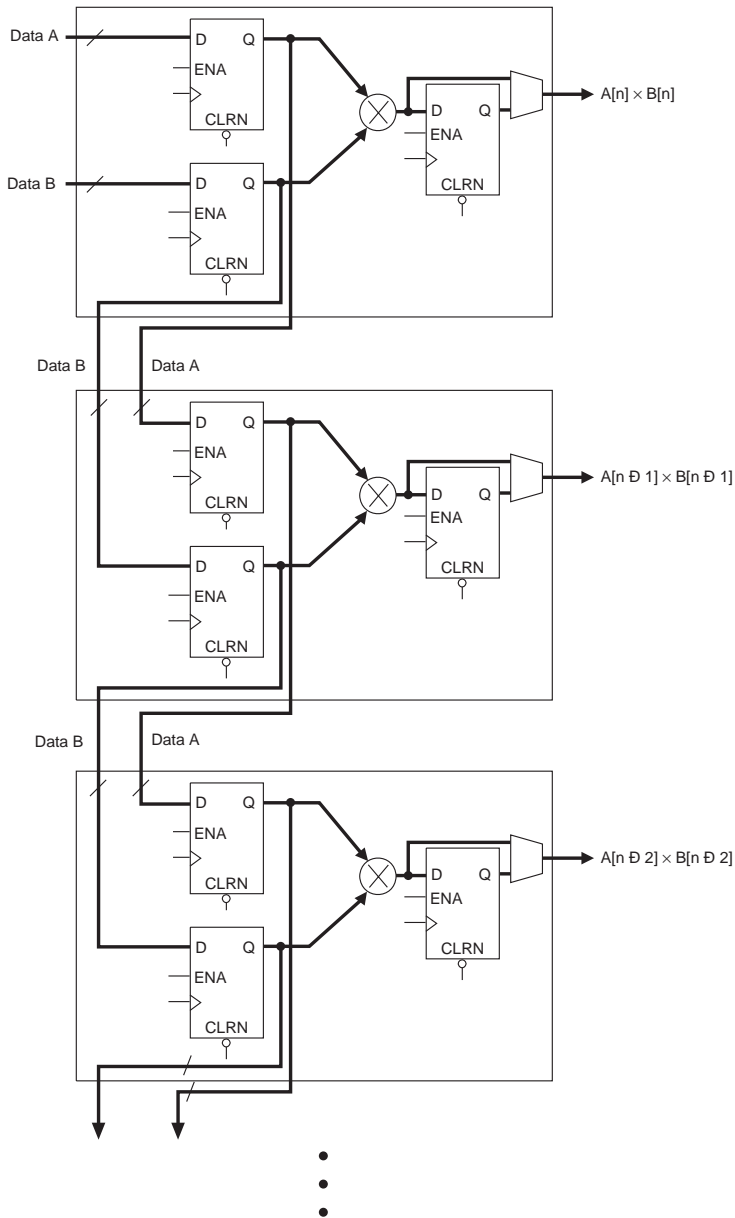 Data A
D Q
ENA
CLRN
D Q
ENA
CLRN
A[n] × B[n]
Data B
D Q
ENA
CLRN
Data B
Data A
D Q
ENA
CLRN
D Q
ENA
CLRN
A[n Ð 1] × B[n Ð 1]
D Q
ENA
CLRN
Data B
Data A
D Q
ENA
CLRN
D Q
ENA
CLRN
A[n Ð 2] × B[n Ð 2]
D Q
ENA
CLRN